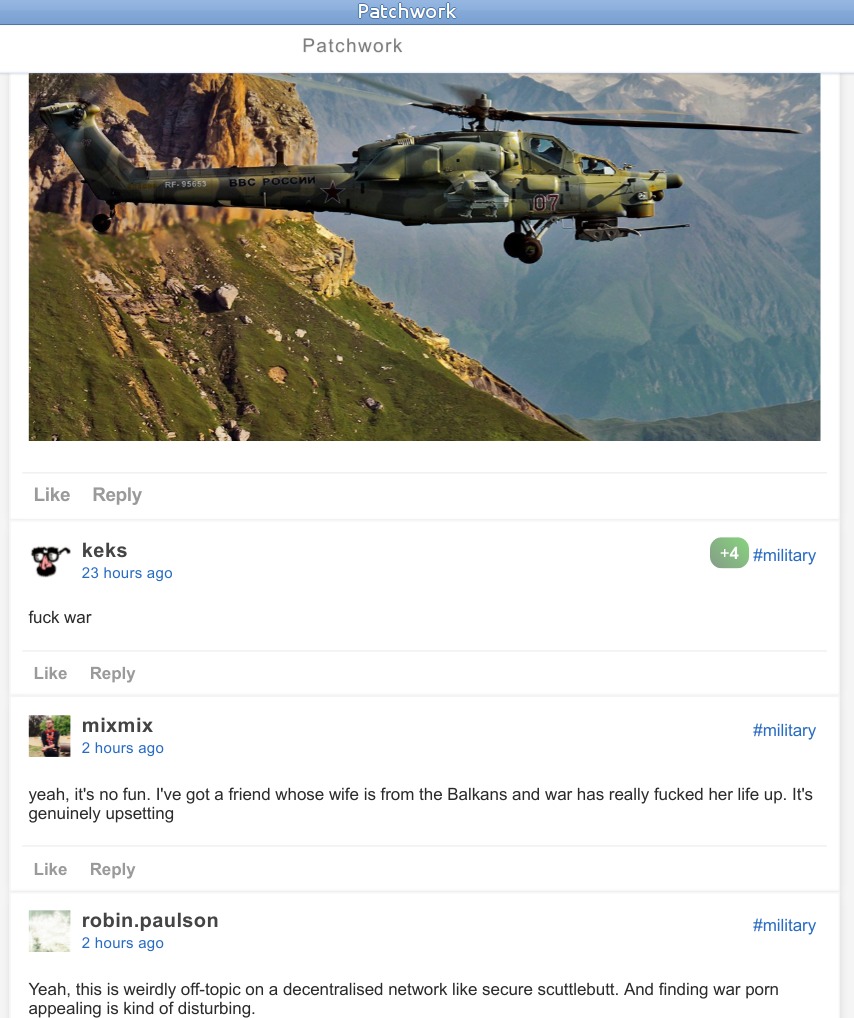 Patchwork
Patchwork
RF-95653 ВВС РОССИИ
07
Like Reply
keks
+4 #military
23 hours ago
fuck war
Like Reply
mixmix
#military
2 hours ago
yeah, it's no fun. I've got a friend whose wife is from the Balkans and war has really fucked her life up. It's
genuinely upsetting
Like Reply
robin.paulson
#military
2 hours ago
Yeah, this is weirdly off-topic on a decentralised network like secure scuttlebutt. And finding war porn
appealing is kind of disturbing.